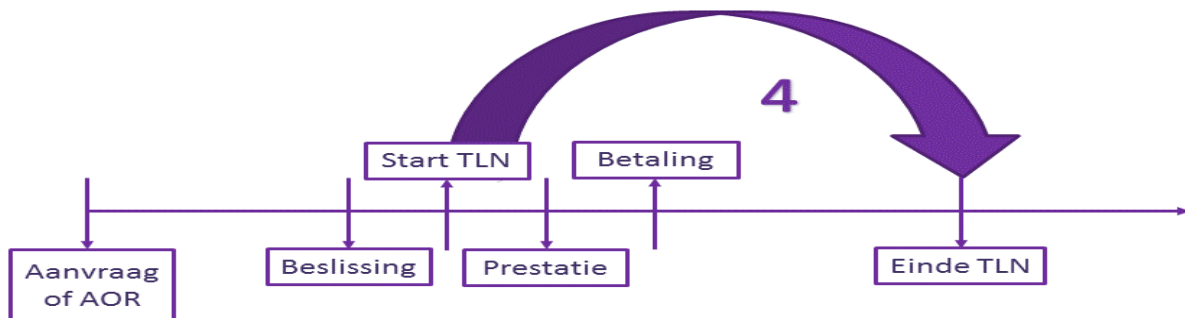 4
Start TLN
Betaling
Aanvraag
of AOR
Beslissing
Prestatie
Einde TLN